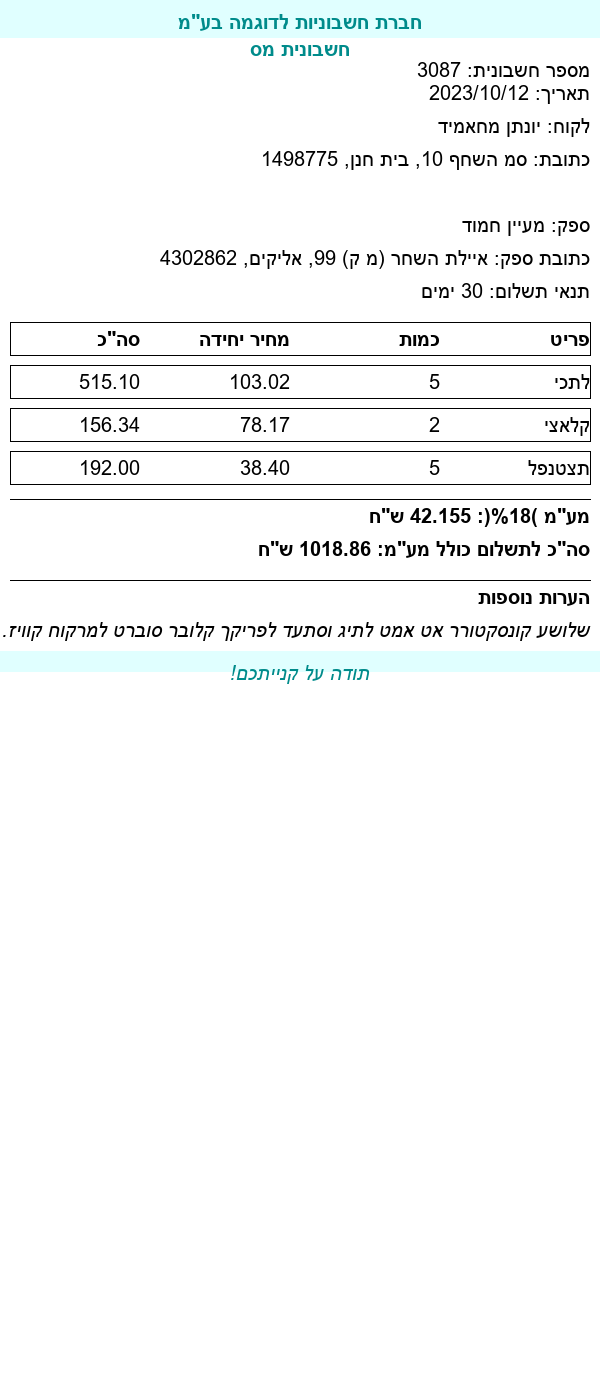 חברת חשבוניות לדוגמה בע"מ
חשבונית מס
מספר חשבונית: 3087
תאריך: 2023/10/12
לקוח: יונתן מחאמיד
כתובת: סמ השחף 10, בית חנן, 1498775
ספק: מעיין חמוד
כתובת ספק: איילת השחר (מ ק) 99, אליקים, 4302862
תנאי תשלום: 30 ימים
פריט כמות מחיר יחידה סה"כ
לתכי 5 103.02 515.10
קלאצי 2 78.17 156.34
תצטנפל 5 38.40 192.00
מע"מ )18%(: 42.155 ש"ח
סה"כ לתשלום כולל מע"מ: 1018.86 ש"ח
הערות נוספות
שלושע קונסקטורר אט אמט לתיג וסתעד לפריקך קלובר סוברט למרקוח קוויז.
תודה על קנייתכם!